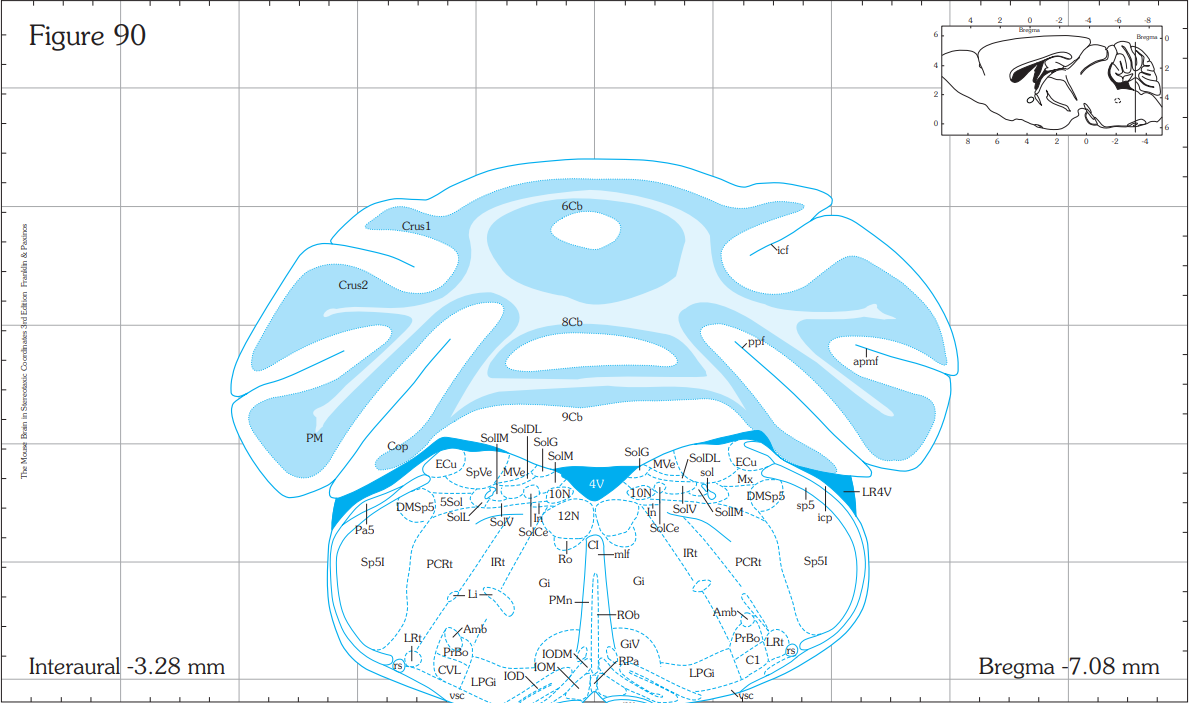 Figure 90
4 2 0 -2 -4 -6 -8
Bregma
Bregma
6
4
2
0
0
2
4
6
8 6 4 2 0 -2 -4
The Mouse Brain in Stereotaxic Coordinates 3rd Edition Franklin & Paxinos
6Cb
Crus1
icf
Crus2
8Cb
ppf
apmf
9Cb
PM
Cop
SolIM
SolDL
SolG
SolM
SolG
MVe
SolDL
sol
ECu
Mx
ECu
SpVe
MVe
4V
DMSp5
5Sol
SolL
SolV
SolCe
In
10N
12N
10N
In
SolCe
SolV
SolIM
DMSp5
sp5
icp
LR4V
Pa5
Ro
CI
mlf
Sp5I
PCRt
IRt
IRt
PCRt
Sp5I
Gi
Gi
Li
PMn
ROb
Amb
Amb
LRt
PrBo
CVL
rs
LPGi
IOD
IODM
IOM
GiV
RPa
PrBo
LRt
C1
rs
LPGi
vsc
vsc
Interaural -3.28 mm
Bregma -7.08 mm